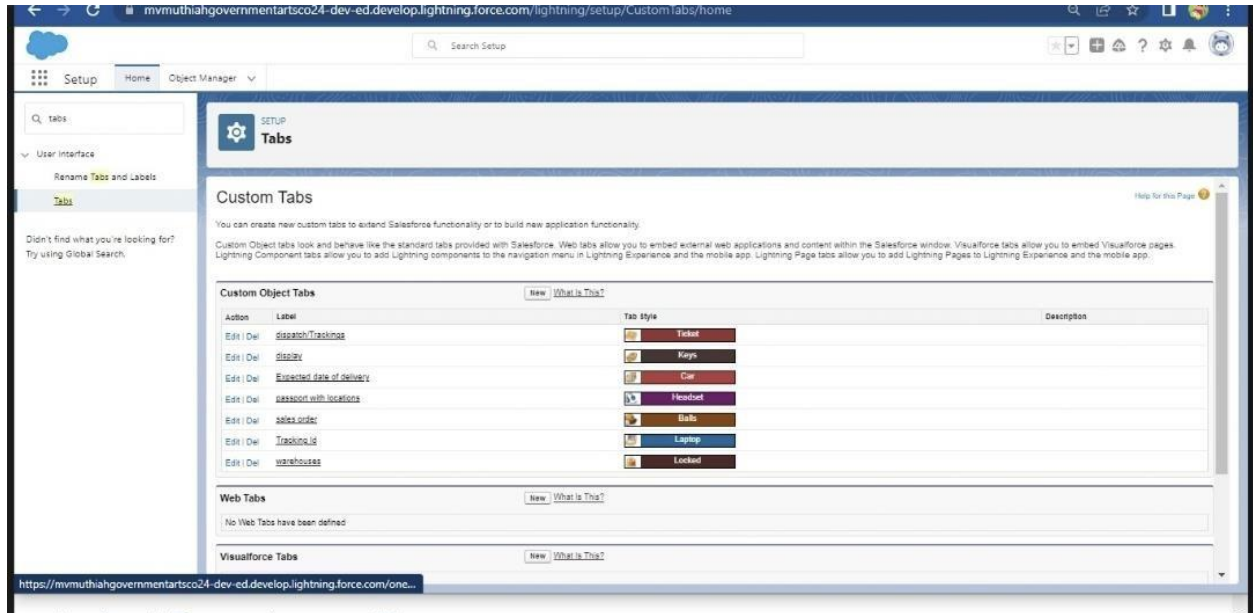 mvmuthiahgovernmentartsco24-dev-ed.develop.lightning.force.com/lightning/setup/CustomTabs/home
Search Setup
Setup Home Object Manager
tabs
User Interface
Rename Tabs and Labels
Tabs
Didn't find what you're looking for?
Try using Global Search.
SETUP
Tabs
Custom Tabs
Help for this Page
You can create new custom tabs to extend Salesforce functionality or to build new application functionality.
Custom Object tabs look and behave like the standard tabs provided with Salesforce. Web tabs allow you to embed external web applications and content within the Salesforce window. Visualforce tabs allow you to embed Visualforce pages.
Lightning Component tabs allow you to add Lightning components to the navigation menu in Lightning Experience and the mobile app. Lightning Page tabs allow you to add Lightning Pages to Lightning Experience and the mobile app.
Custom Object Tabs New What Is This?
Action Label Tab Style Description
Edit | Del dispatch/Trackings Ticket
Edit | Del display Keys
Edit | Del Expected date of delivery Car
Edit | Del passport with locations Headset
Edit | Del sales order Balls
Edit | Del Tracking Id Laptop
Edit | Del warehouses Locked
Web Tabs New What Is This?
No Web Tabs have been defined
Visualforce Tabs New What Is This?
https://mvmuthiahgovernmentartsco24-dev-ed.develop.lightning.force.com/one...